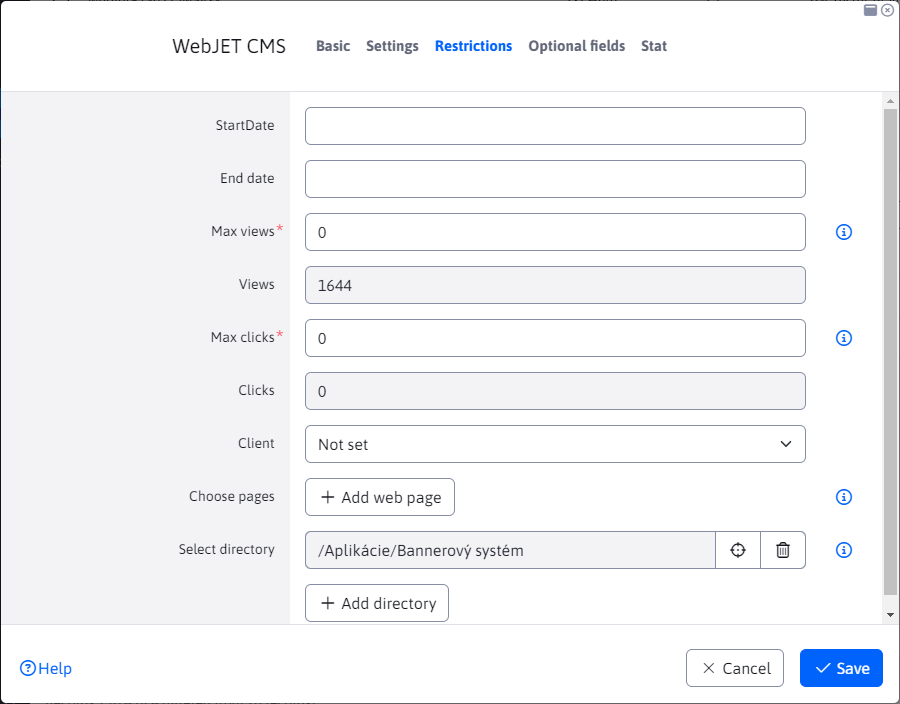 WebJET CMS Basic Settings Restrictions Optional fields Stat
StartDate
End date
Max views* 0
Views 1644
Max clicks* 0
Clicks 0
Client Not set
Choose pages Add web page
Select directory /Aplikácie/Bannerový systém
Add directory
Help Cancel Save